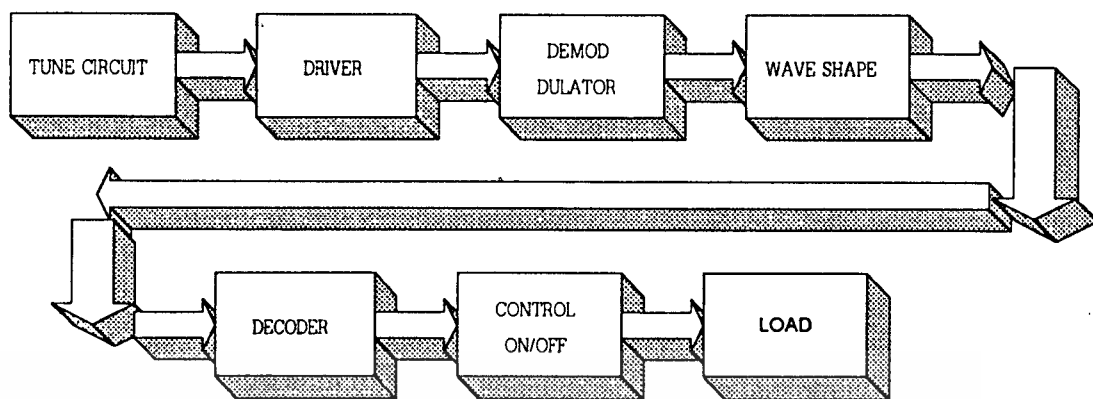 TUNE CIRCUIT
DRIVER
DEMOD
DULATOR
WAVE SHAPE
DECODER
CONTROL
ON/OFF
LOAD